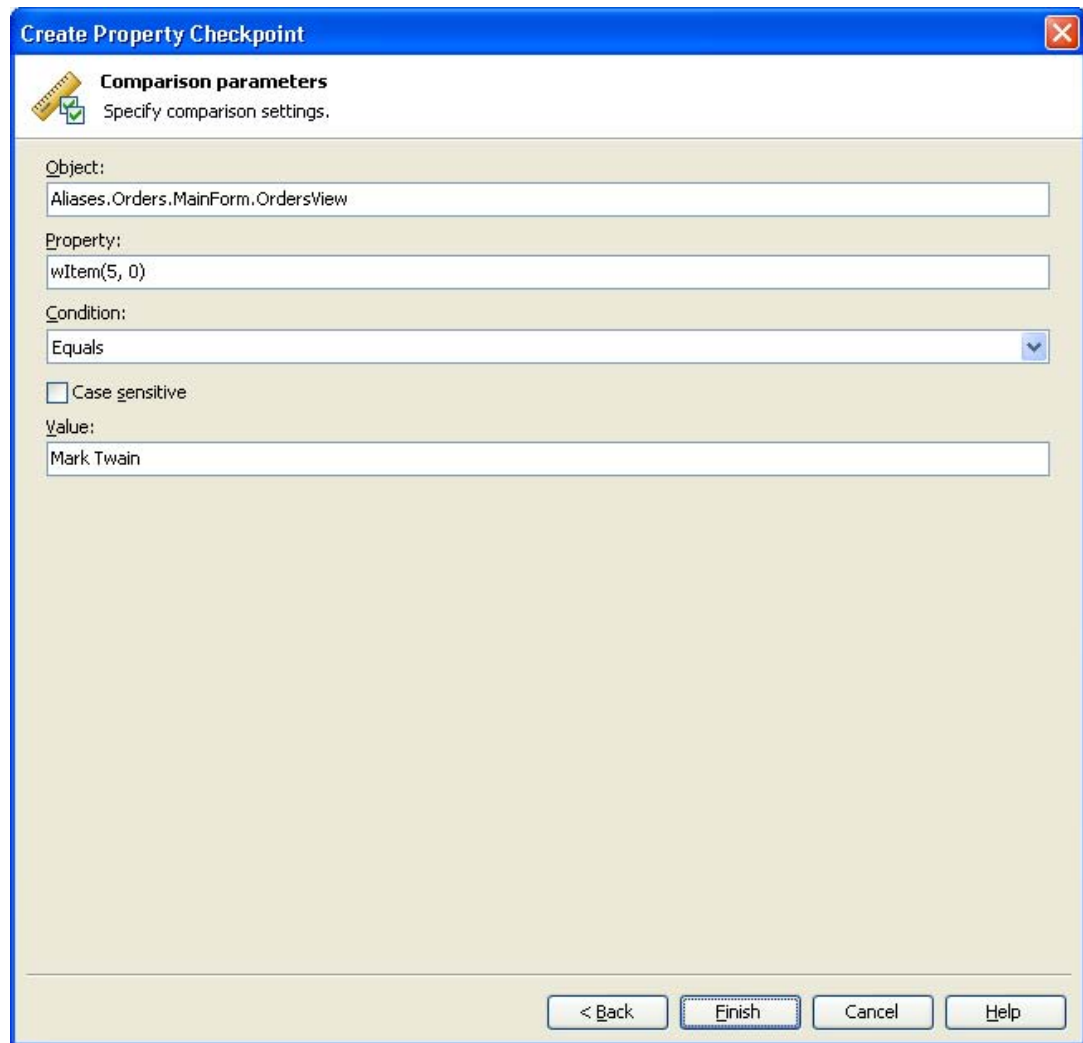 Create Property Checkpoint
Comparison parameters
Specify comparison settings.
Object:
Aliases.Orders.MainForm.OrdersView
Property:
wItem(5, 0)
Condition:
Equals
Case sensitive
Value:
Mark Twain
< Back Finish Cancel Help